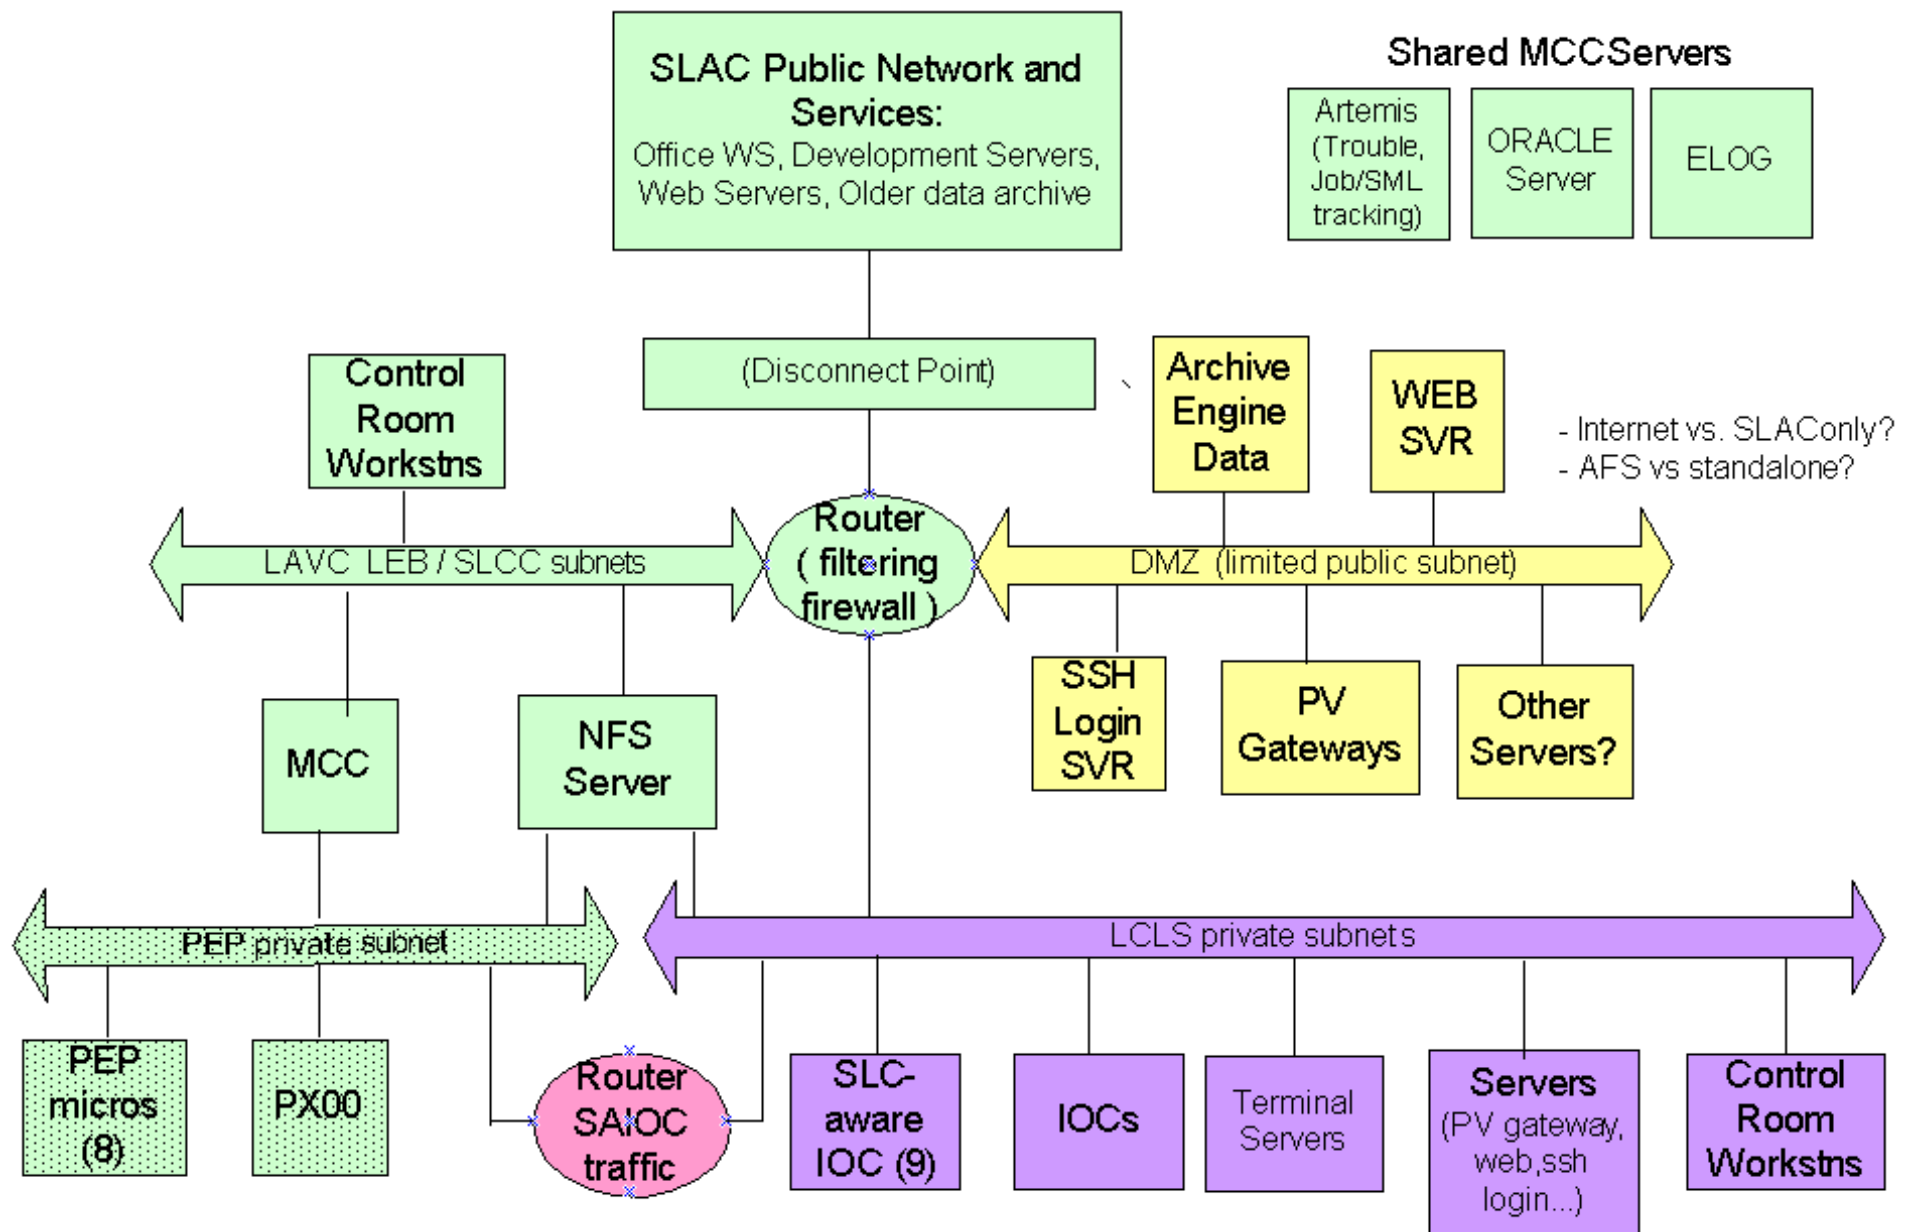 SLAC Public Network and
Services:
Office WS, Development Servers,
Web Servers, Older data archive
Shared MCCServers
Artemis
(Trouble,
Job/SML
tracking)
ORACLE
Server
ELOG
(Disconnect Point)
Control
Room
Workstns
Archive
Engine
Data
WEB
SVR
- Internet vs. SLAConly?
- AFS vs standalone?
LAVC LEB / SLCC subnets
Router
( filtering
firewall )
DMZ (limited public subnet)
MCC
NFS
Server
SSH
Login
SVR
PV
Gateways
Other
Servers?
PEP private subnet
LCLS private subnets
PEP
micros
(8)
PX00
Router
SAIOC
traffic
SLC-
aware
IOC (9)
IOCs
Terminal
Servers
Servers
(PV gateway,
web,ssh
login...)
Control
Room
Workstns